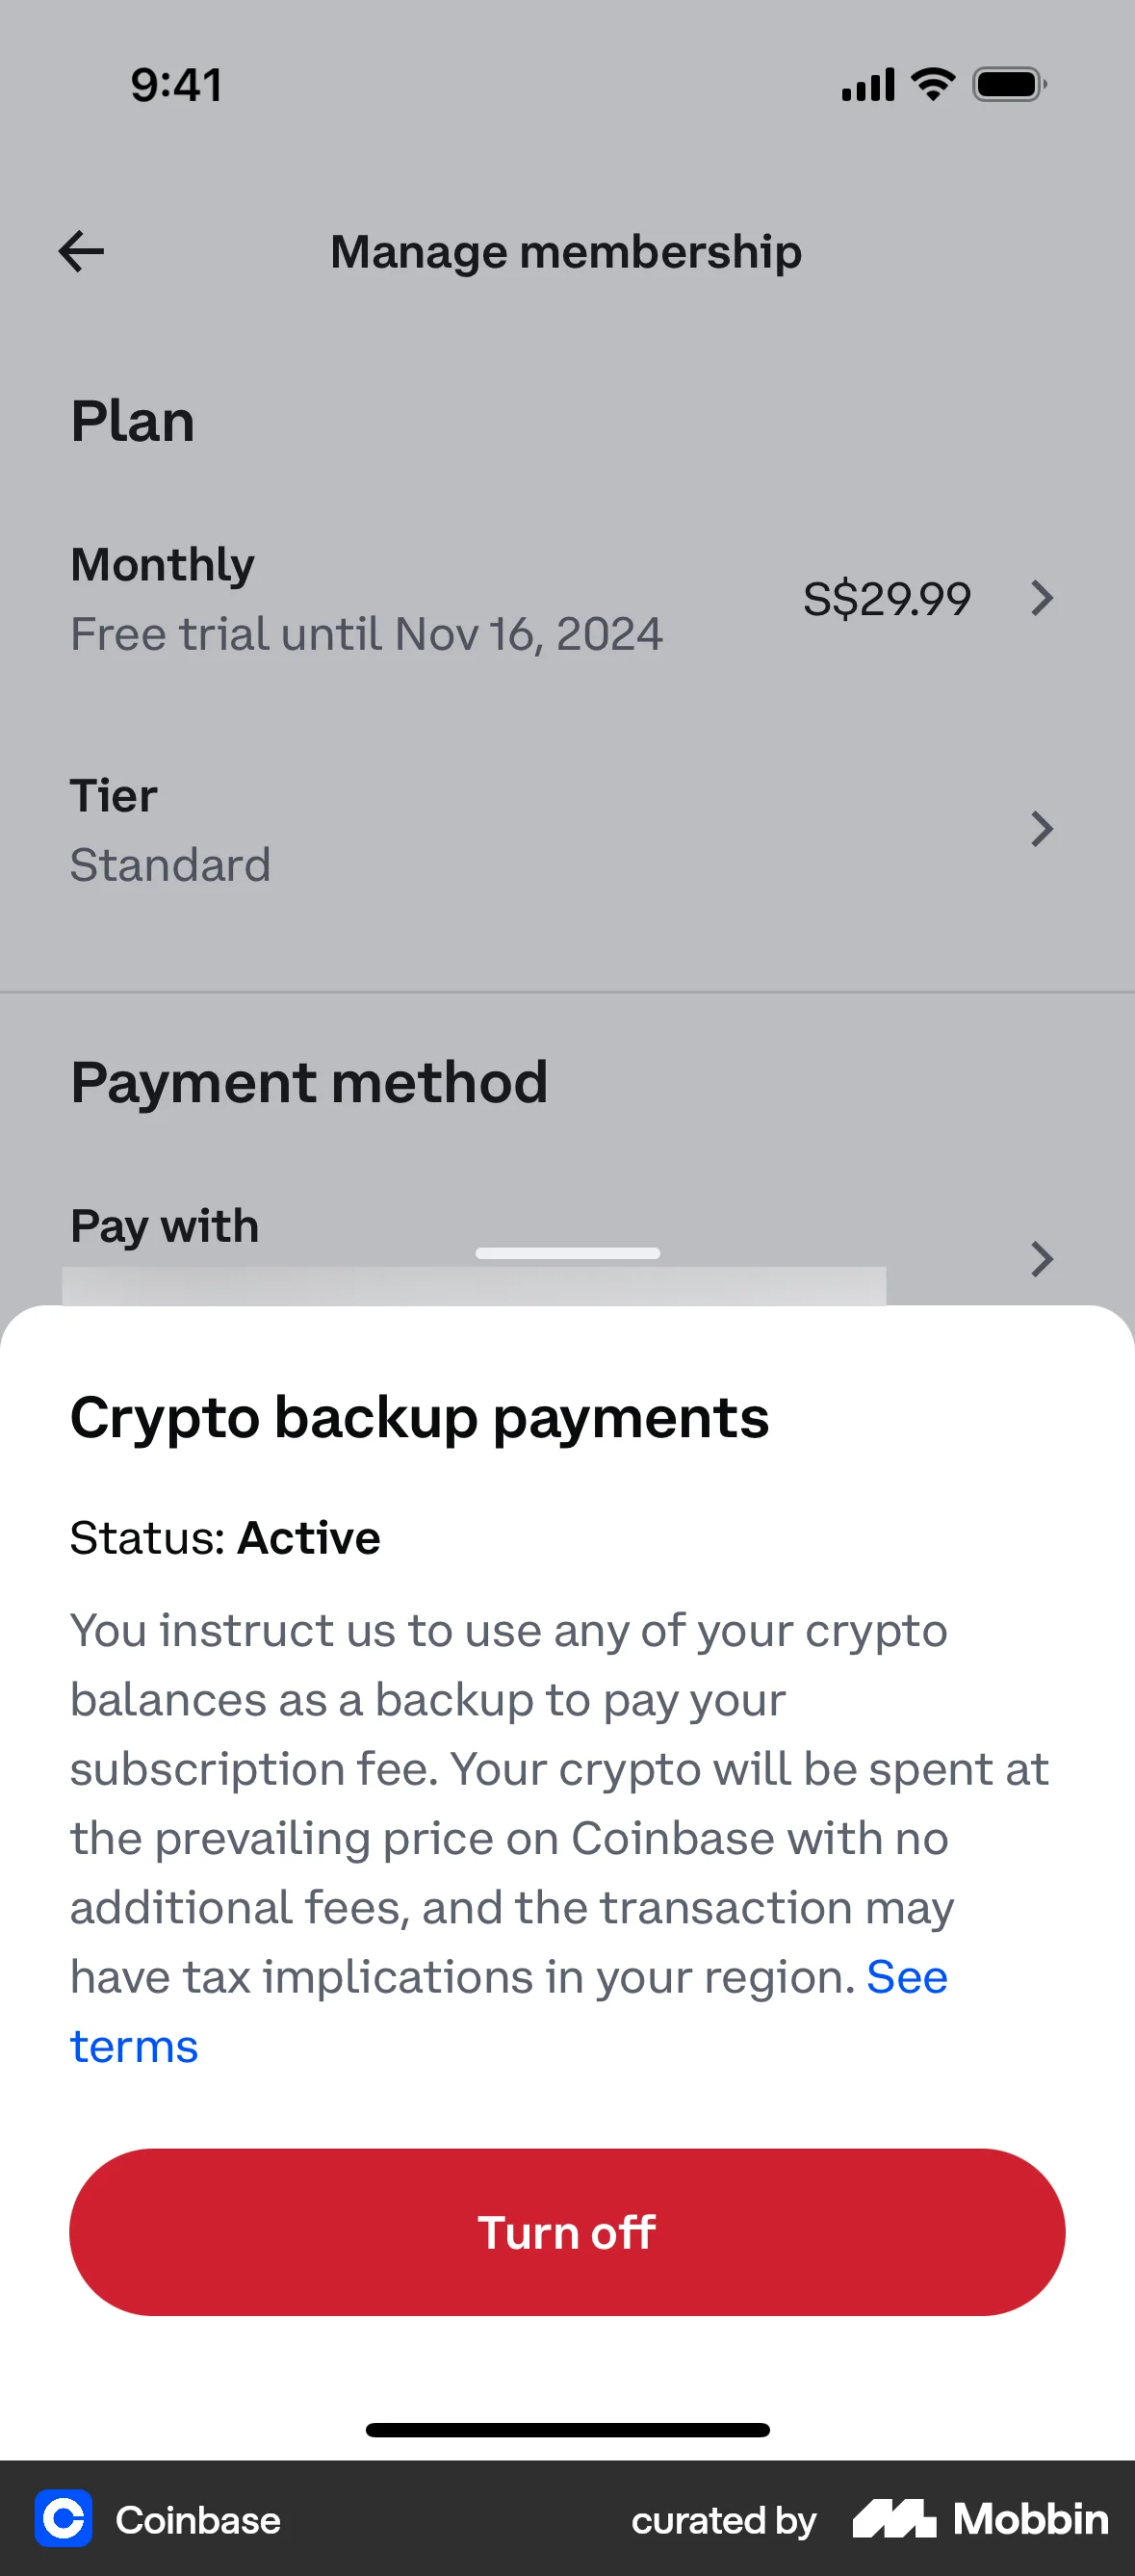 9:41
Manage membership
Plan
Monthly
Free trial until Nov 16, 2024
S$29.99
Tier
Standard
Payment method
Pay with
Crypto backup payments
Status: Active
You instruct us to use any of your crypto
balances as a backup to pay your
subscription fee. Your crypto will be spent at
the prevailing price on Coinbase with no
additional fees, and the transaction may
have tax implications in your region. See
terms
Turn off
Coinbase
curated by Mobbin